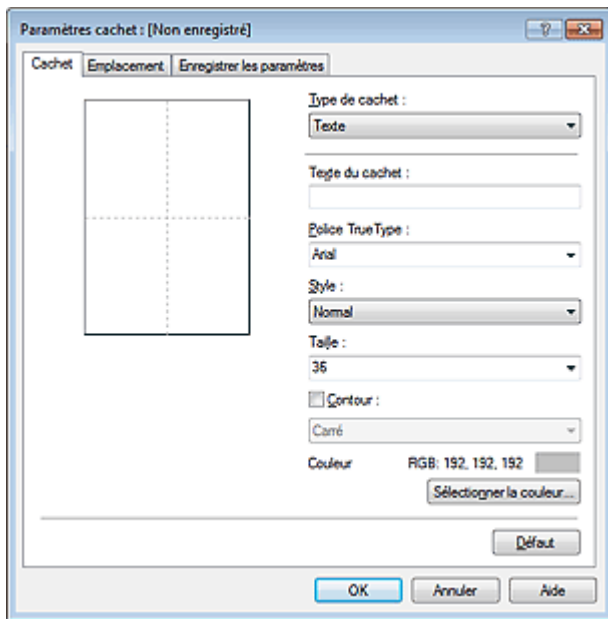 Paramètres cachet : [Non enregistré]
Cachet Emplacement Enregistrer les paramètres
Type de cachet :
Texte
Texte du cachet :
Police TrueType :
Arial
Style :
Normal
Taille :
36
Contour :
Carré
Couleur RGB: 192, 192, 192
Sélectionner la couleur...
Défaut
OK Annuler Aide